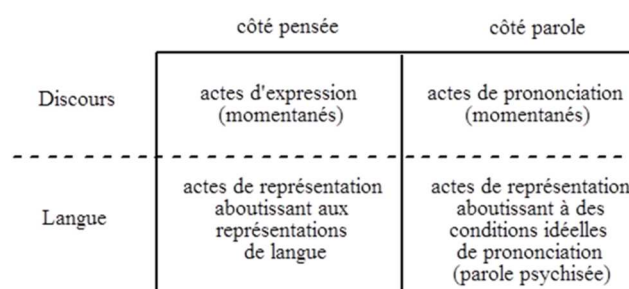 côté pensée
côté parole
Discours
actes d'expression
(momentanés)
actes de prononciation
(momentanés)
Langue
actes de représentation
aboutissant aux
représentations
de langue
actes de représentation
aboutissant à des
conditions idéelles
de prononciation
(parole psychisée)